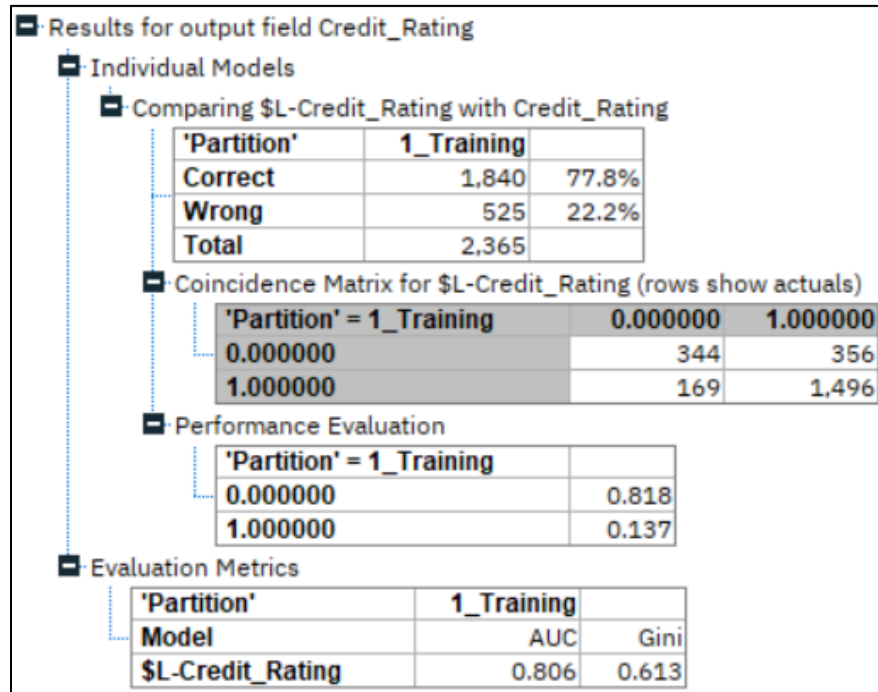 Results for output field Credit_Rating
Individual Models
Comparing $L-Credit_Rating with Credit_Rating
'Partition' 1_Training
Correct 1,840 77.8%
Wrong 525 22.2%
Total 2,365
Coincidence Matrix for $L-Credit_Rating (rows show actuals)
'Partition' = 1_Training 0.000000 1.000000
0.000000 344 356
1.000000 169 1,496
Performance Evaluation
'Partition' = 1_Training
0.000000 0.818
1.000000 0.137
Evaluation Metrics
'Partition' 1_Training
Model AUC Gini
$L-Credit_Rating 0.806 0.613